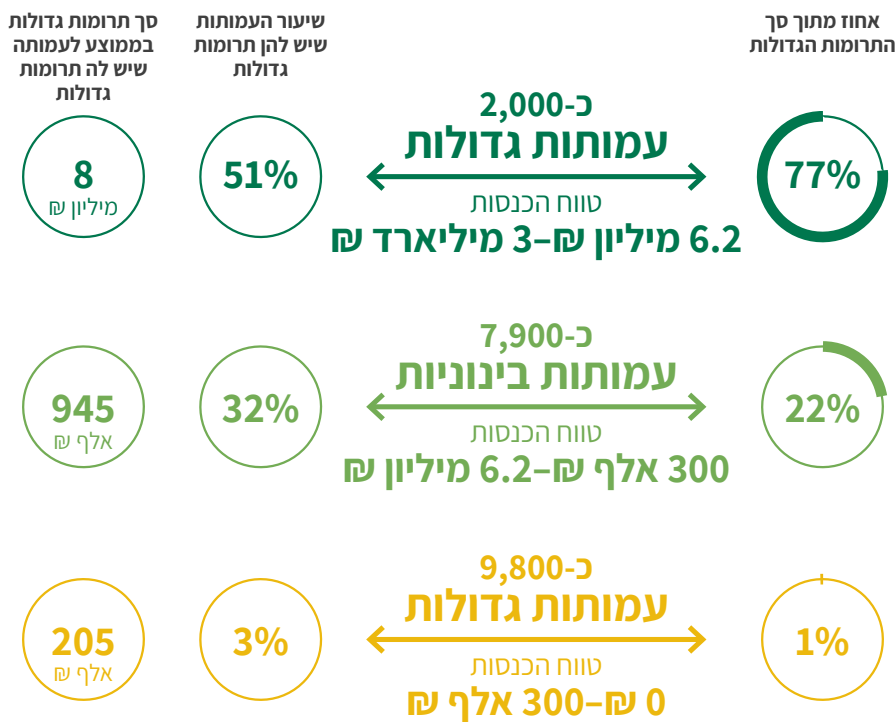 אחוז מתוך סך
התרומות הגדולות
שיעור העמותות
שיש להן תרומות
גדולות
סך תרומות גדולות
בממוצע לעמותה
שיש לה תרומות
גדולות
77%
כ-2,000
עמותות גדולות
טווח הכנסות
6.2 מיליון ₪–3 מיליארד ₪
51%
8
מיליון ₪
22%
כ-7,900
עמותות בינוניות
טווח הכנסות
300 אלף ₪–6.2 מיליון ₪
32%
945
אלף ₪
1%
כ-9,800
עמותות גדולות
טווח הכנסות
0 ₪–300 אלף ₪
3%
205
אלף ₪